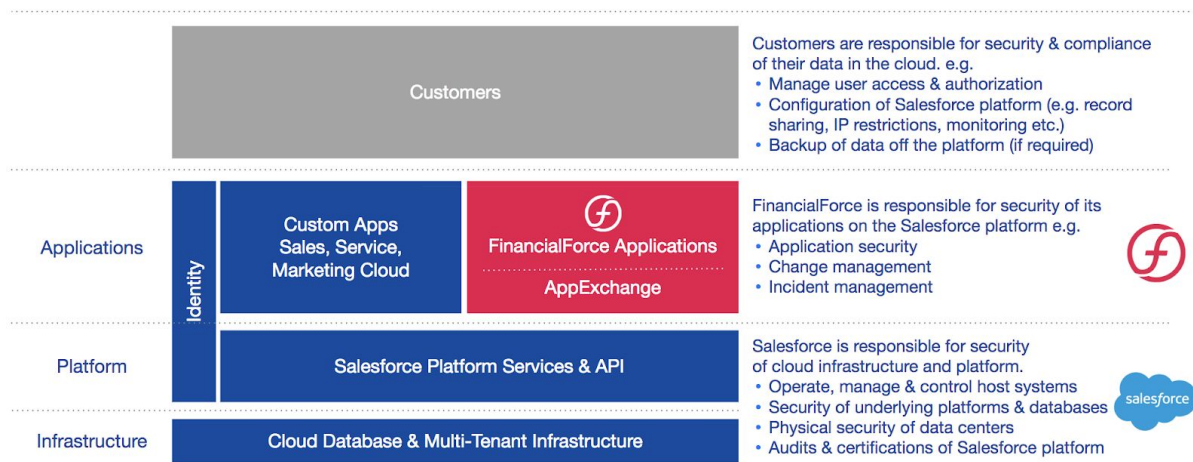 Customers
Customers are responsible for security & compliance
of their data in the cloud. e.g.
• Manage user access & authorization
• Configuration of Salesforce platform (e.g. record
sharing, IP restrictions, monitoring etc.)
• Backup of data off the platform (if required)
Applications
Identity
Custom Apps
Sales, Service,
Marketing Cloud
FinancialForce Applications
AppExchange
FinancialForce is responsible for security of its
applications on the Salesforce platform e.g.
• Application security
• Change management
• Incident management
f
Platform
Salesforce Platform Services & API
Salesforce is responsible for security
of cloud infrastructure and platform.
• Operate, manage & control host systems
• Security of underlying platforms & databases
• Physical security of data centers
• Audits & certifications of Salesforce platform
salesforce
Infrastructure
Cloud Database & Multi-Tenant Infrastructure